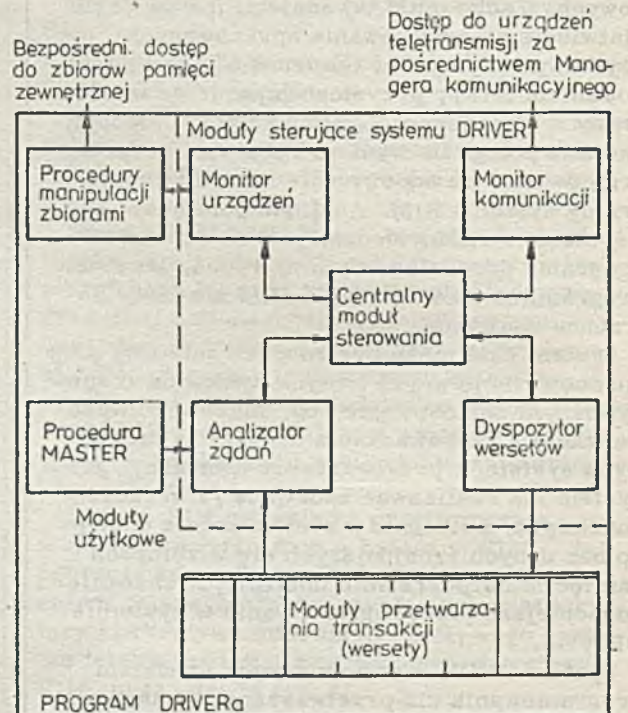 Bezpośredni dostęp
do zbiorów pamięci
zewnętrznej
Dostęp do urządzeń
teletransmisji za
pośrednictwem Mana-
gera komunikacyjnego
Moduły sterujące systemu DRIVER
Procedury
manipulacji
zbiorami
Monitor
urządzeń
Monitor
komunikacji
Centralny
moduł
sterowania
Procedura
MASTER
Analizator
żądań
Dyspozytor
wersetów
Moduły
użytkowe
Moduły przetwarza-
nia transakcji
(wersety)
PROGRAM DRIVERa